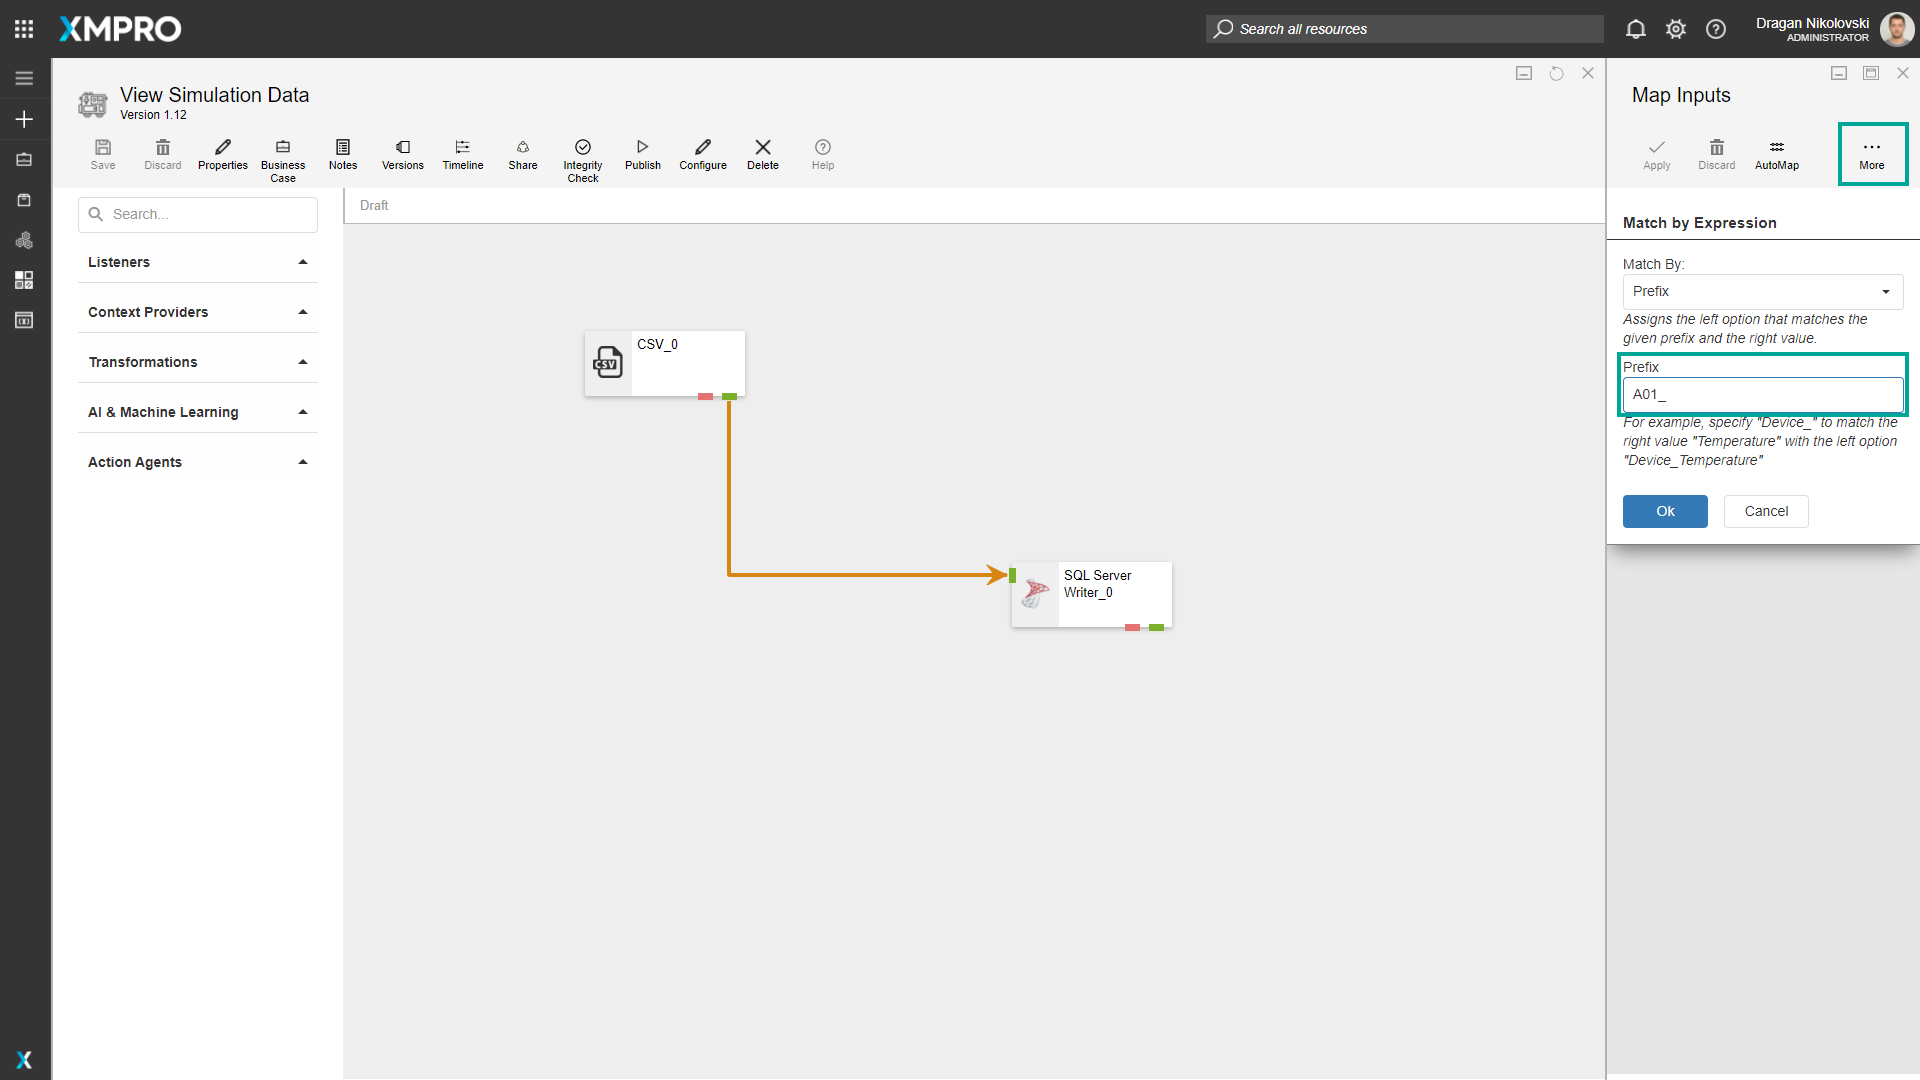 XMPRO
Search all resources
Dragan Nikolovski
ADMINISTRATOR
View Simulation Data
Version 1.12
Save
Discard
Properties
Business
Case
Notes
Versions
Timeline
Share
Integrity
Check
Publish
Configure
Delete
Help
Search...
Listeners
Context Providers
Transformations
AI & Machine Learning
Action Agents
Draft
CSV_0
CSV
SQL Server
Writer_0
Map Inputs
Apply
Discard
AutoMap
More
Match by Expression
Match By:
Prefix
Assigns the left option that matches the
given prefix and the right value.
Prefix
A01_
For example, specify "Device_" to match the
right value "Temperature" with the left option
"Device_Temperature"
Ok
Cancel